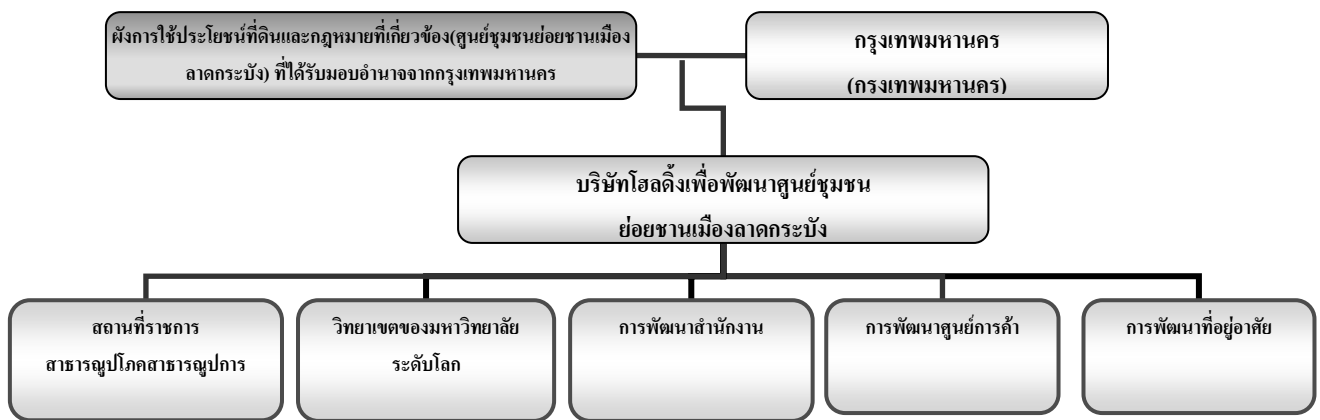 ผังการใช้ประโยชน์ที่ดินและกฎหมายที่เกี่ยวข้อง(ศูนย์ชุมชนย่อยชานเมือง
ลาดกระบัง) ที่ได้รับมอบอำนาจจากกรุงเทพมหานคร
กรุงเทพมหานคร
(กรุงเทพมหานคร)
บริษัทโฮลดิ้งเพื่อพัฒนาศูนย์ชุมชน
ย่อยชานเมืองลาดกระบัง
สถานที่ราชการ
สาธารณูปโภคสาธารณูปการ
วิทยาเขตของมหาวิทยาลัย
ระดับโลก
การพัฒนาสำนักงาน
การพัฒนาศูนย์การค้า
การพัฒนาที่อยู่อาศัย